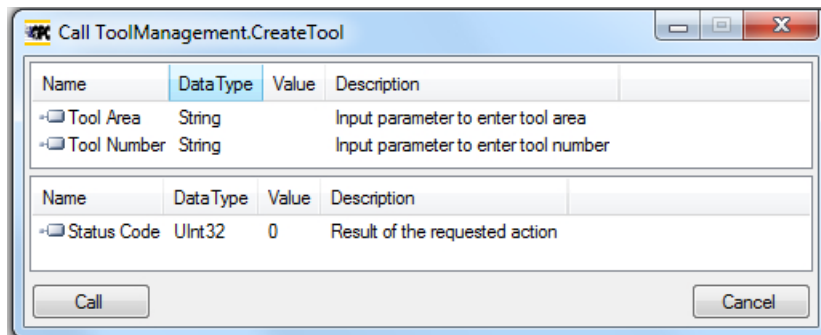 Call ToolManagement.CreateTool
Name DataType Value Description
Tool Area String Input parameter to enter tool area
Tool Number String Input parameter to enter tool number
Name DataType Value Description
Status Code UInt32 0 Result of the requested action
Call Cancel